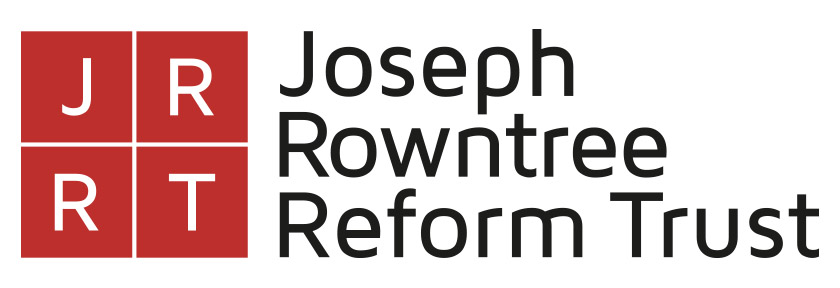 J R
R T
Joseph
Rowntree
Reform Trust